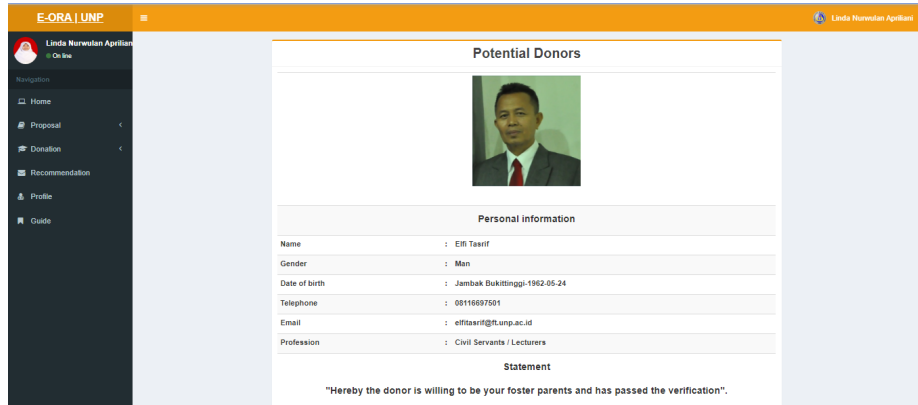 E-ORA | UNP
Linda Nurwulan Apriliani
Linda Nurwulan Aprilian
On line
Navigation
Home
Proposal
Donation
Recommendation
Profile
Guide
Potential Donors
Personal information
Name : Elfi Tasrif
Gender : Man
Date of birth : Jambak Bukittinggi-1962-05-24
Telephone : 08116697501
Email : elfitasrif@ft.unp.ac.id
Profession : Civil Servants / Lecturers
Statement
"Hereby the donor is willing to be your foster parents and has passed the verification".